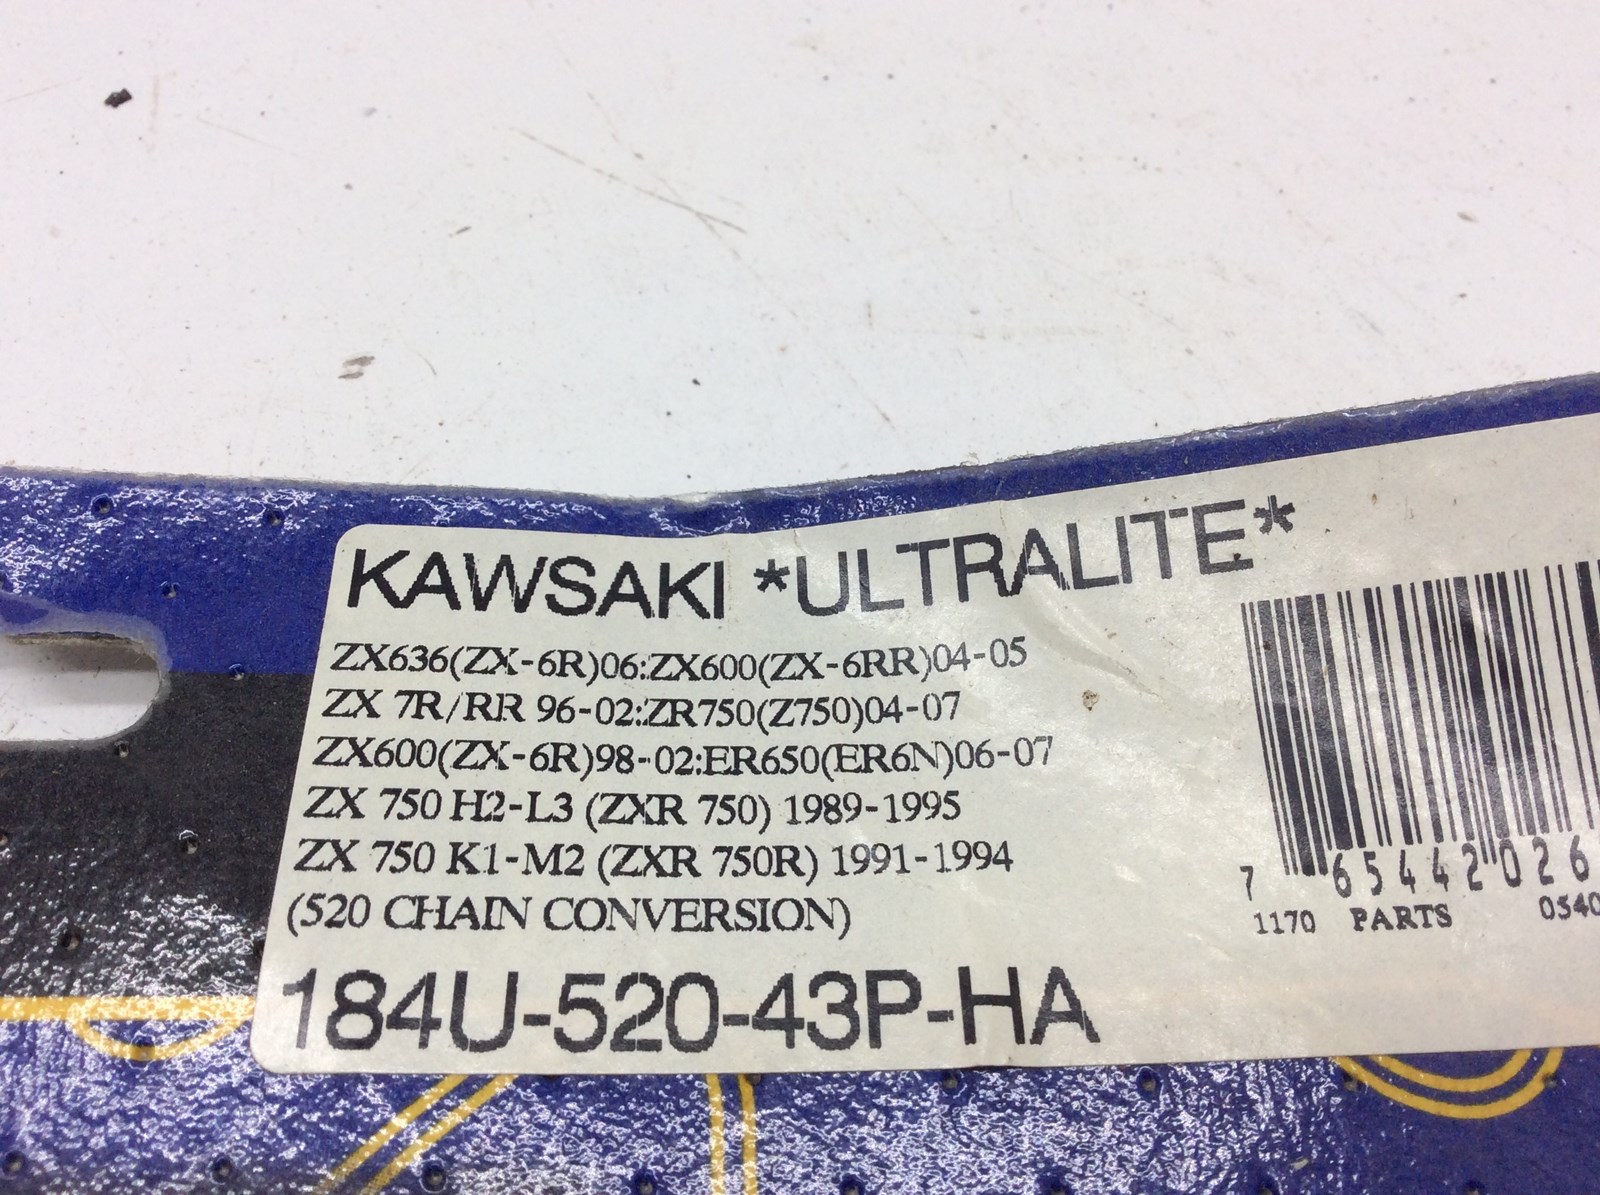 KAWSAKI *ULTRALITE*
ZX636(ZX-6R)06:ZX600(ZX-6RR)04-05
ZX 7R/RR 96-02:ZR750(Z750)04-07
ZX600(ZX-6R)98-02:ER650(ER6N)06-07
ZX 750 H2-L3 (ZXR 750) 1989-1995
ZX 750 K1-M2 (ZXR 750R) 1991-1994
(520 CHAIN CONVERSION)
184U-520-43P-HA
7 65442 026
1170 PARTS 0540